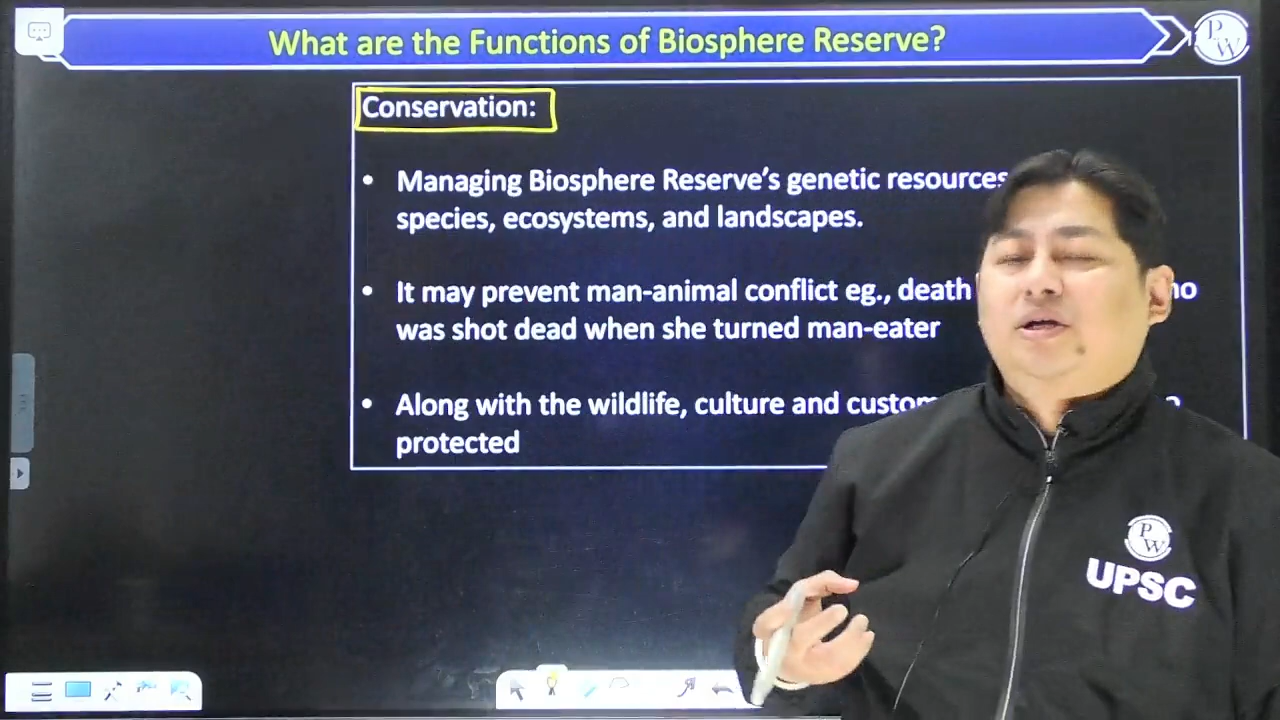 What are the Functions of Biosphere Reserve?
PW
Conservation:
• Managing Biosphere Reserve's genetic resources
species, ecosystems, and landscapes.
• It may prevent man-animal conflict eg., death
was shot dead when she turned man-eater
• Along with the wildlife, culture and custom
protected
PW
UPSC